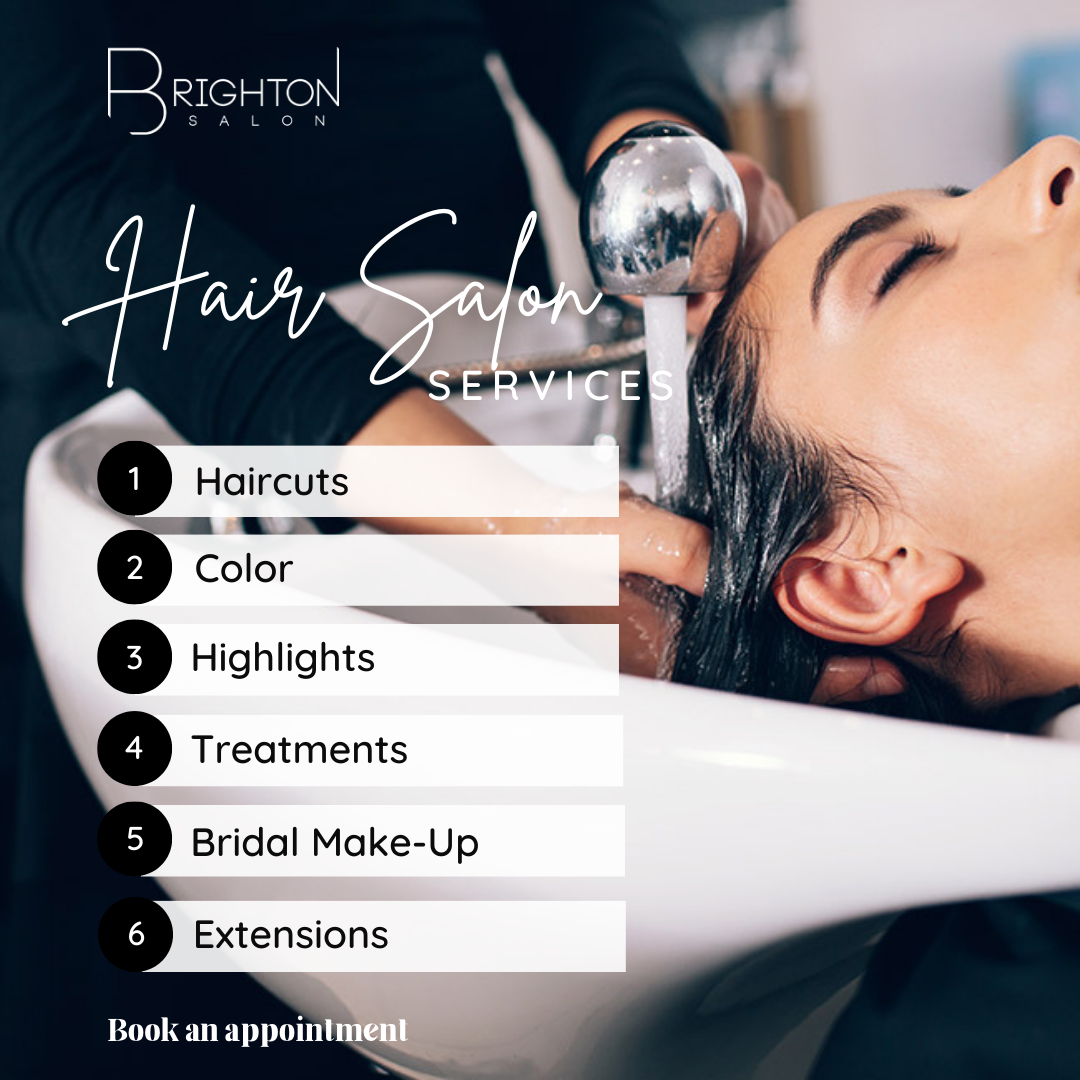 BRIGHTON
SALON
Hair Salon
SERVICES
1 Haircuts
2 Color
3 Highlights
4 Treatments
5 Bridal Make-Up
6 Extensions
Book an appointment